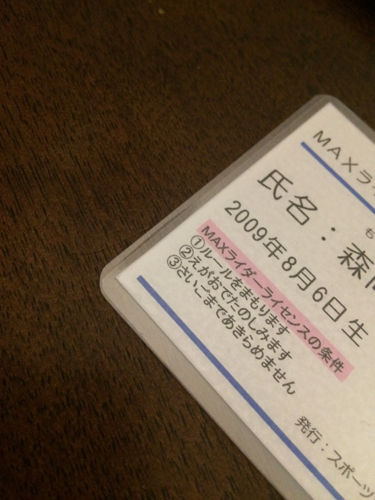 MAXラ
も
氏名：森
2009年8月6日生
MAXライダーライセンスの条件
①ルールをまもります
②えがおでたのしみます
③さいごまであきらめません
発行：スポーツ